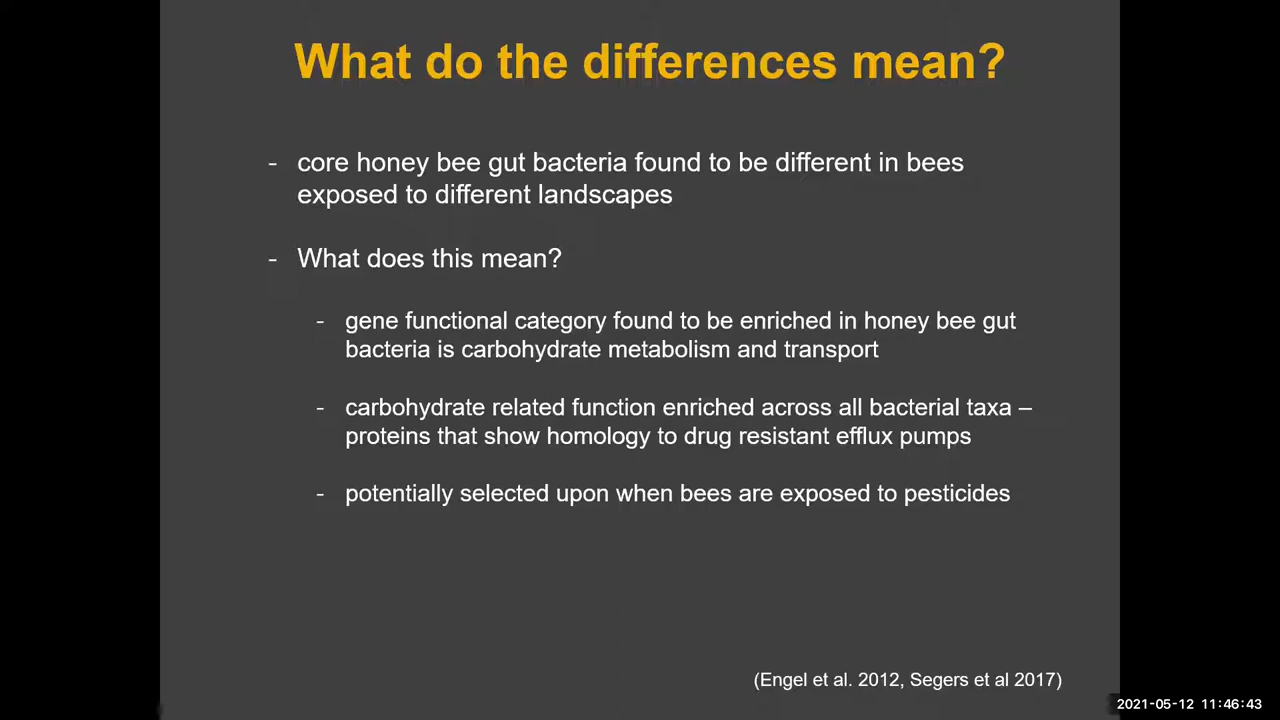 What do the differences mean?
- core honey bee gut bacteria found to be different in bees
exposed to different landscapes
- What does this mean?
- gene functional category found to be enriched in honey bee gut
bacteria is carbohydrate metabolism and transport
- carbohydrate related function enriched across all bacterial taxa –
proteins that show homology to drug resistant efflux pumps
- potentially selected upon when bees are exposed to pesticides
(Engel et al. 2012, Segers et al 2017)
2021-05-12 11:46:43